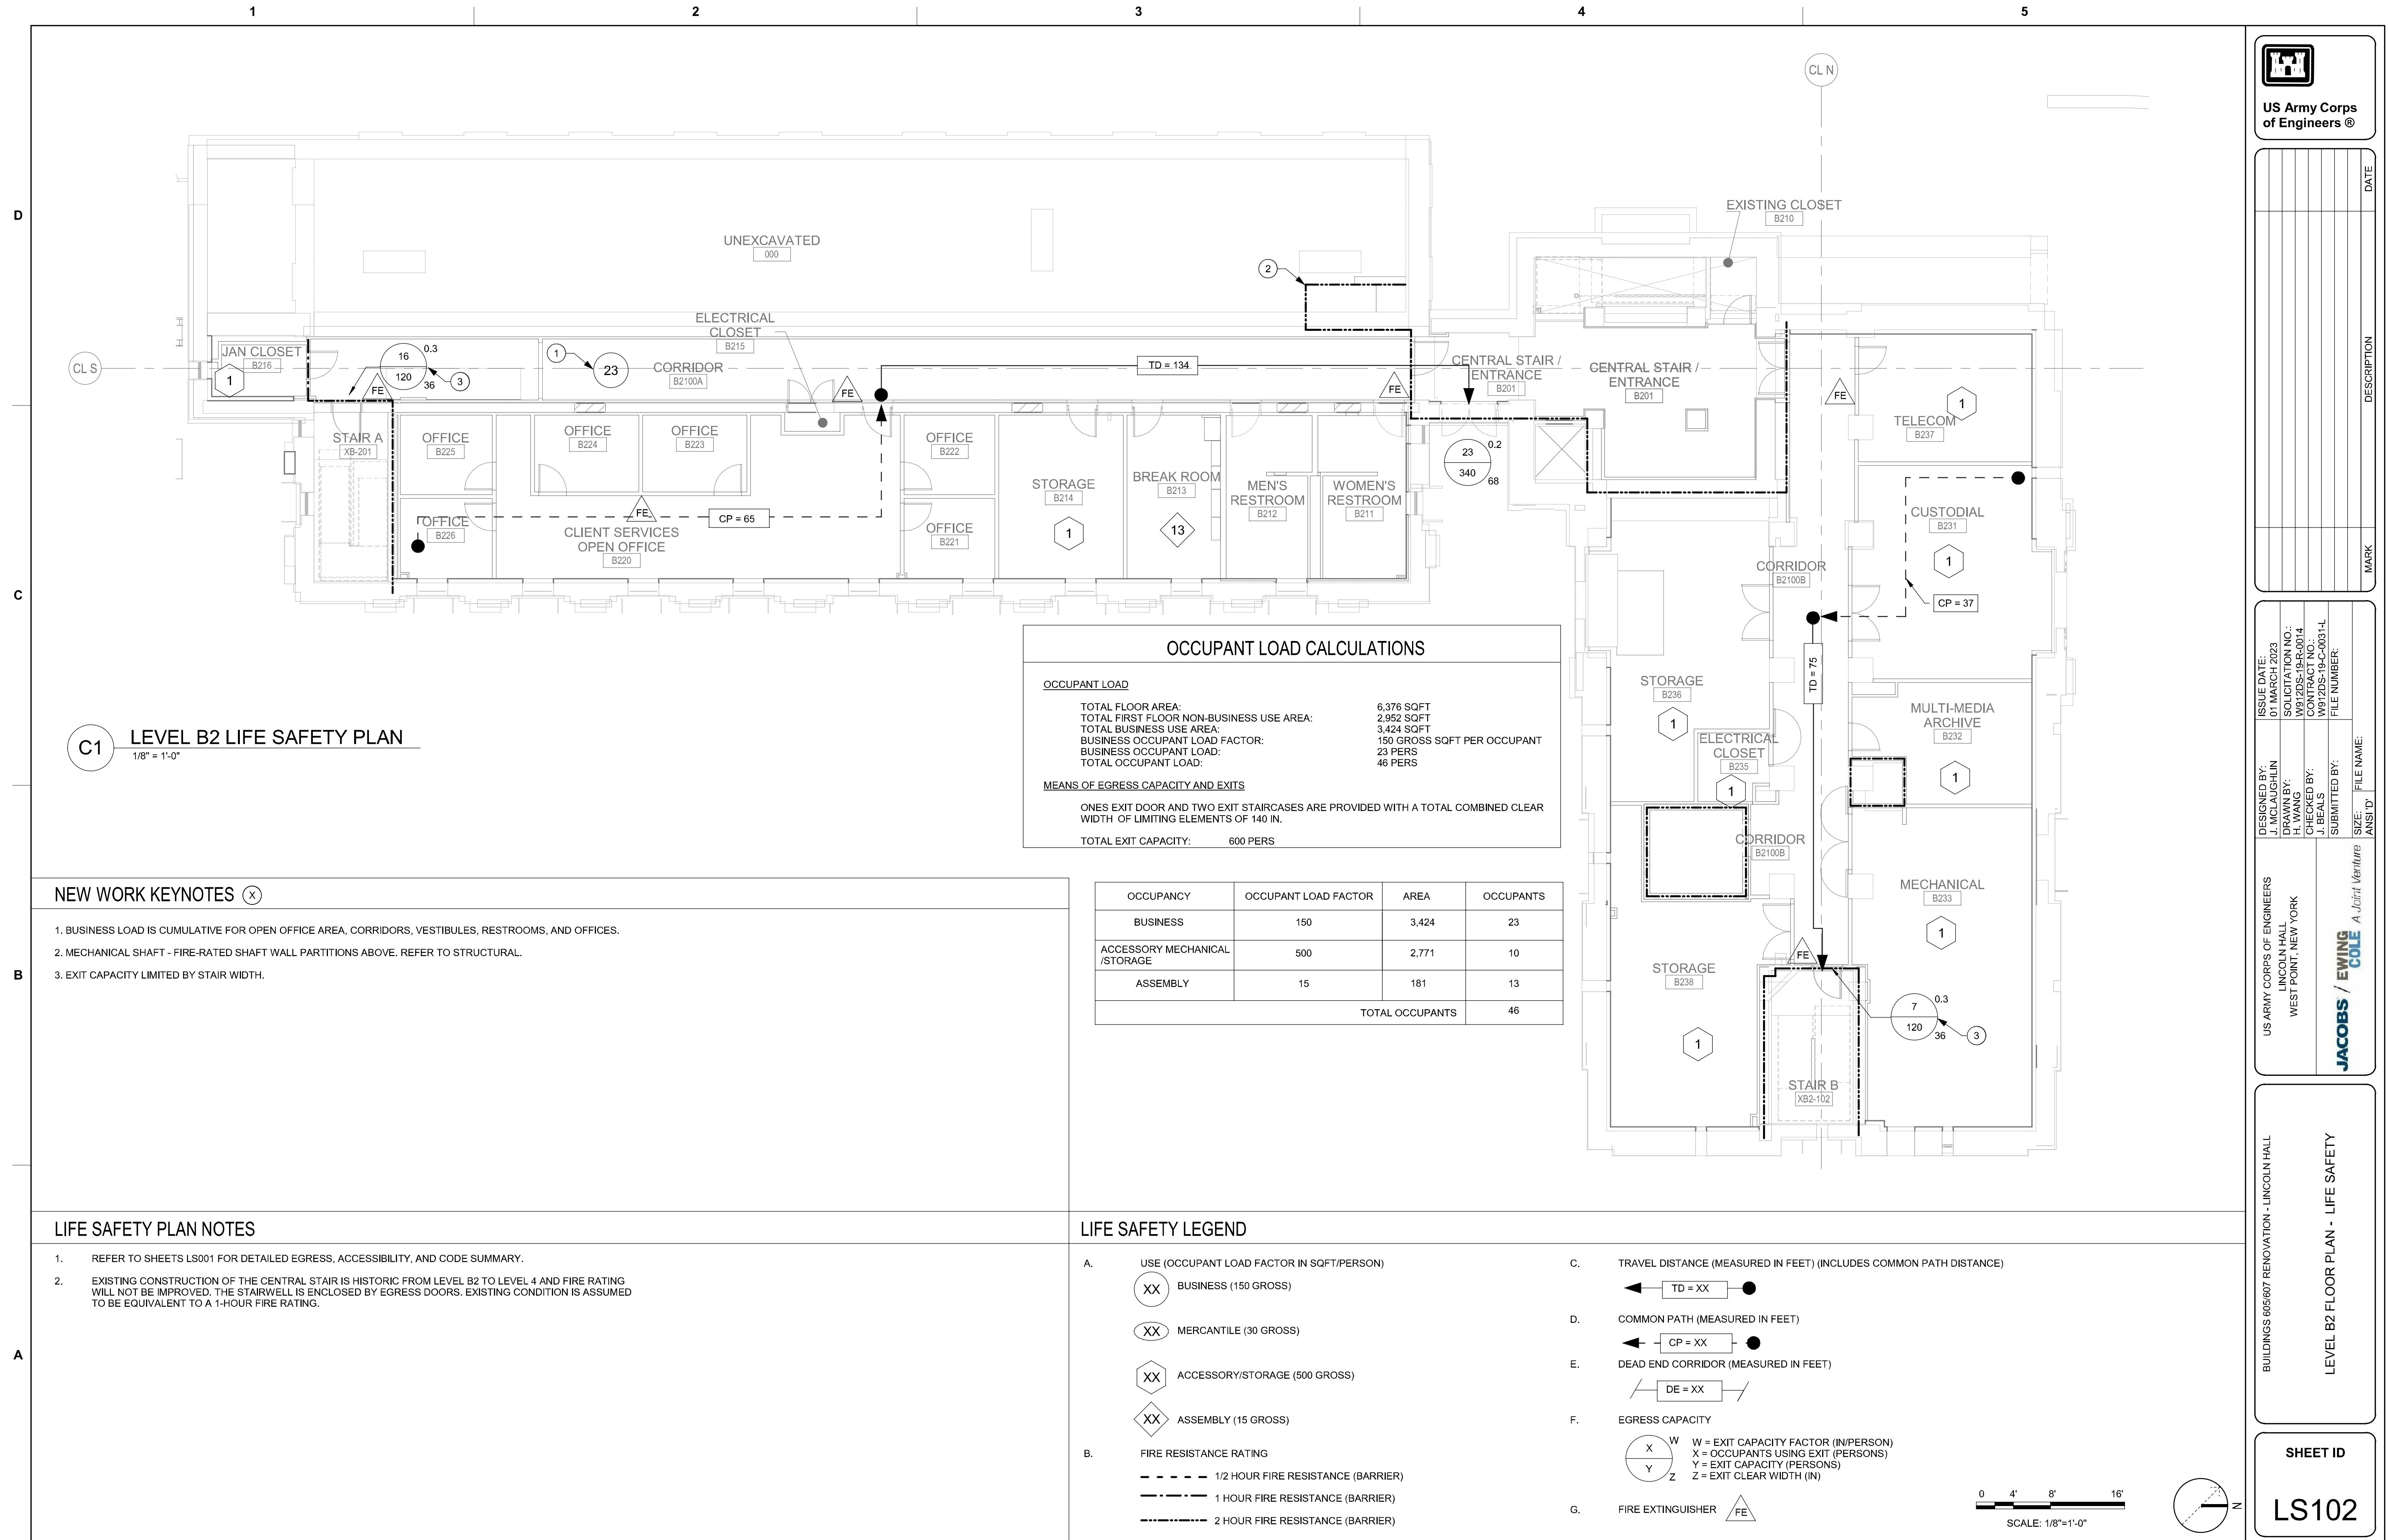 1 2 3 4 5
D
C
B
A
CL N
CL S
EXISTING CLOSET
B210
UNEXCAVATED
000
2
ELECTRICAL
CLOSET
B215
JAN CLOSET
B216
1
16
120
0.3
36
3
FE
1
23
CORRIDOR
B2100A
FE
TD = 134
FE
CENTRAL STAIR /
ENTRANCE
B201
CENTRAL STAIR /
ENTRANCE
B201
FE
1
TELECOM
B237
STAIR A
XB-201
OFFICE
B225
OFFICE
B224
OFFICE
B223
OFFICE
B222
STORAGE
B214
1
BREAK ROOM
B213
13
MEN'S
RESTROOM
B212
WOMEN'S
RESTROOM
B211
23
340
0.2
68
OFFICE
B226
FE
CP = 65
CLIENT SERVICES
OPEN OFFICE
B220
OFFICE
B221
CUSTODIAL
B231
1
CORRIDOR
B2100B
CP = 37
TD = 75
STORAGE
B236
1
MULTI-MEDIA
ARCHIVE
B232
1
ELECTRICAL
CLOSET
B235
1
CORRIDOR
B2100B
MECHANICAL
B233
1
FE
STORAGE
B238
1
7
120
0.3
36
3
STAIR B
XB2-102
C1
LEVEL B2 LIFE SAFETY PLAN
1/8" = 1'-0"
OCCUPANT LOAD CALCULATIONS
OCCUPANT LOAD
TOTAL FLOOR AREA: 6,376 SQFT
TOTAL FIRST FLOOR NON-BUSINESS USE AREA: 2,952 SQFT
TOTAL BUSINESS USE AREA: 3,424 SQFT
BUSINESS OCCUPANT LOAD FACTOR: 150 GROSS SQFT PER OCCUPANT
BUSINESS OCCUPANT LOAD: 23 PERS
TOTAL OCCUPANT LOAD: 46 PERS
MEANS OF EGRESS CAPACITY AND EXITS
ONES EXIT DOOR AND TWO EXIT STAIRCASES ARE PROVIDED WITH A TOTAL COMBINED CLEAR
WIDTH OF LIMITING ELEMENTS OF 140 IN.
TOTAL EXIT CAPACITY: 600 PERS
OCCUPANCY OCCUPANT LOAD FACTOR AREA OCCUPANTS
BUSINESS 150 3,424 23
ACCESSORY MECHANICAL
/STORAGE 500 2,771 10
ASSEMBLY 15 181 13
TOTAL OCCUPANTS 46
NEW WORK KEYNOTES X
1. BUSINESS LOAD IS CUMULATIVE FOR OPEN OFFICE AREA, CORRIDORS, VESTIBULES, RESTROOMS, AND OFFICES.
2. MECHANICAL SHAFT - FIRE-RATED SHAFT WALL PARTITIONS ABOVE. REFER TO STRUCTURAL.
3. EXIT CAPACITY LIMITED BY STAIR WIDTH.
LIFE SAFETY PLAN NOTES
1. REFER TO SHEETS LS001 FOR DETAILED EGRESS, ACCESSIBILITY, AND CODE SUMMARY.
2. EXISTING CONSTRUCTION OF THE CENTRAL STAIR IS HISTORIC FROM LEVEL B2 TO LEVEL 4 AND FIRE RATING
WILL NOT BE IMPROVED. THE STAIRWELL IS ENCLOSED BY EGRESS DOORS. EXISTING CONDITION IS ASSUMED
TO BE EQUIVALENT TO A 1-HOUR FIRE RATING.
LIFE SAFETY LEGEND
A. USE (OCCUPANT LOAD FACTOR IN SQFT/PERSON)
XX BUSINESS (150 GROSS)
XX MERCANTILE (30 GROSS)
XX ACCESSORY/STORAGE (500 GROSS)
XX ASSEMBLY (15 GROSS)
B. FIRE RESISTANCE RATING
1/2 HOUR FIRE RESISTANCE (BARRIER)
1 HOUR FIRE RESISTANCE (BARRIER)
2 HOUR FIRE RESISTANCE (BARRIER)
C. TRAVEL DISTANCE (MEASURED IN FEET) (INCLUDES COMMON PATH DISTANCE)
TD = XX
D. COMMON PATH (MEASURED IN FEET)
CP = XX
E. DEAD END CORRIDOR (MEASURED IN FEET)
DE = XX
F. EGRESS CAPACITY
X
Y
W
Z
W = EXIT CAPACITY FACTOR (IN/PERSON)
X = OCCUPANTS USING EXIT (PERSONS)
Y = EXIT CAPACITY (PERSONS)
Z = EXIT CLEAR WIDTH (IN)
G. FIRE EXTINGUISHER FE
0 4' 8' 16'
SCALE: 1/8"=1'-0"
N
US Army Corps
of Engineers ®
MARK DESCRIPTION DATE
DESIGNED BY:
J. MCLAUGHLIN
DRAWN BY:
H. WANG
CHECKED BY:
J. BEALS
SUBMITTED BY:
SIZE:
ANSI 'D'
ISSUE DATE:
01 MARCH 2023
SOLICITATION NO.:
W912DS-19-R-0014
CONTRACT NO.:
W912DS-19-C-0031-L
FILE NUMBER:
FILE NAME:
US ARMY CORPS OF ENGINEERS
LINCOLN HALL
WEST POINT, NEW YORK
JACOBS / EWING
COLE A Joint Venture
BUILDINGS 605/607 RENOVATION - LINCOLN HALL
LEVEL B2 FLOOR PLAN - LIFE SAFETY
SHEET ID
LS102